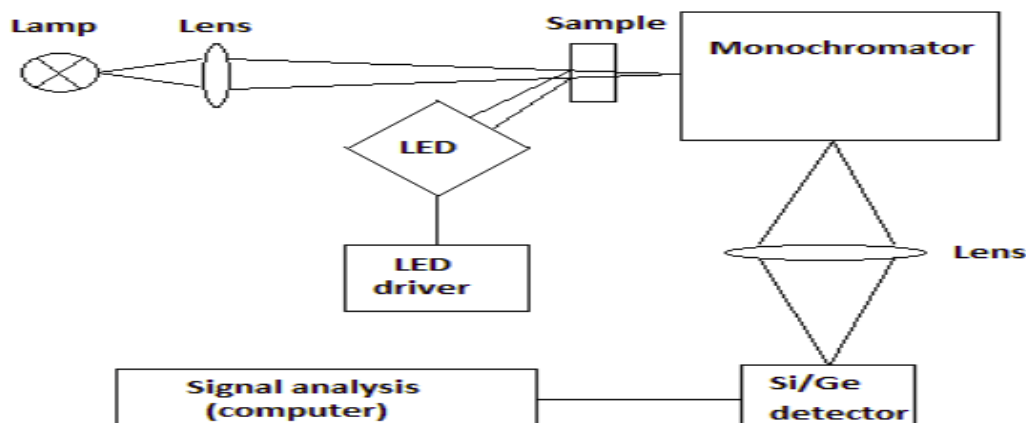 Lamp
Lens
Sample
Monochromator
LED
LED
driver
Lens
Signal analysis
(computer)
Si/Ge
detector